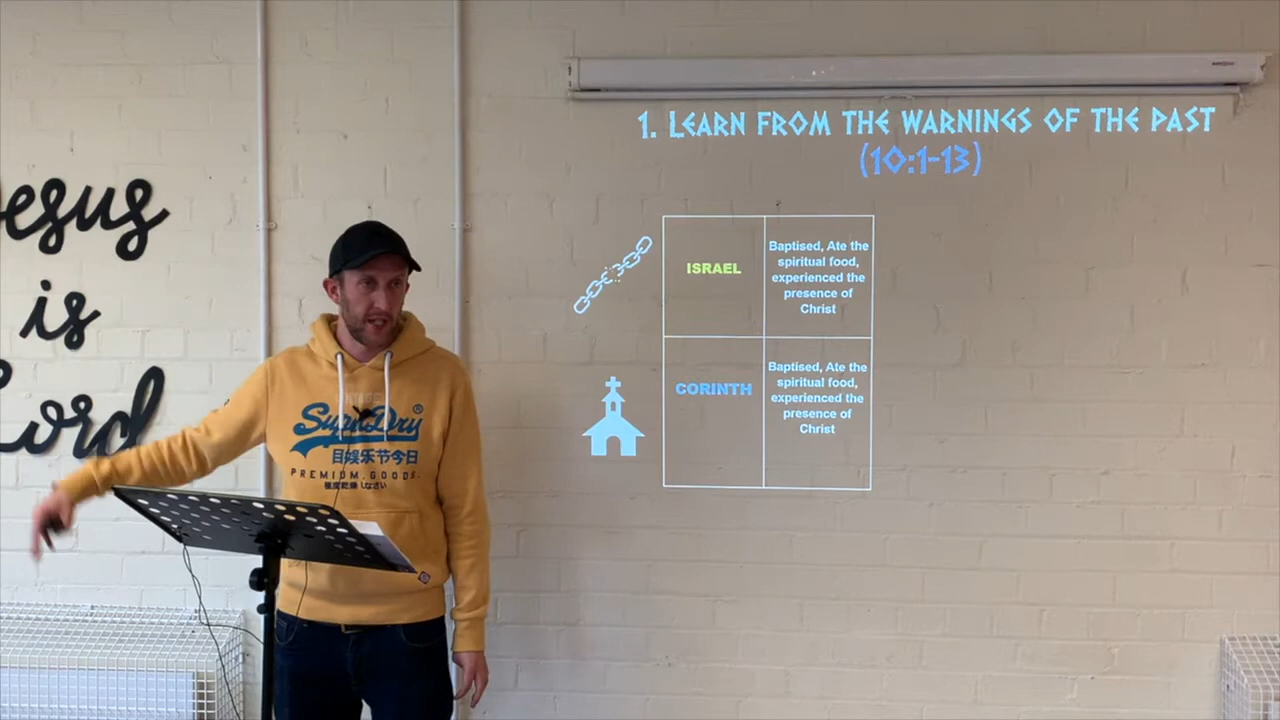 1. LEARN FROM THE WARNINGS OF THE PAST
(10:1-13)
Jesus
is
Lord
ISRAEL
Baptised, Ate the
spiritual food,
experienced the
presence of
Christ
CORINTH
Baptised, Ate the
spiritual food,
experienced the
presence of
Christ
SuperDry®
PREMIUM.GOODS.